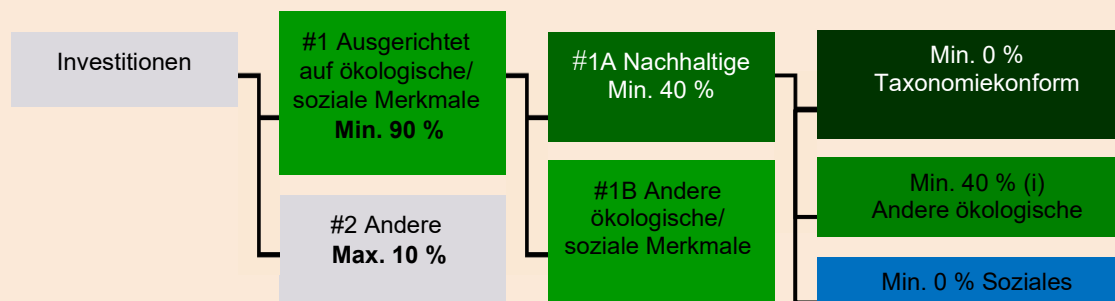 Investitionen
#1 Ausgerichtet
auf ökologische/
soziale Merkmale
Min. 90 %
#2 Andere
Max. 10 %
#1A Nachhaltige
Min. 40 %
#1B Andere
ökologische/
soziale Merkmale
Min. 0 %
Taxonomiekonform
Min. 40 % (i)
Andere ökologische
Min. 0 % Soziales